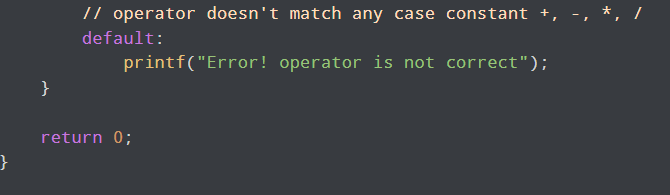 // operator doesn't match any case constant +, -, *, /
default:
printf("Error! operator is not correct");
}
return 0;
}